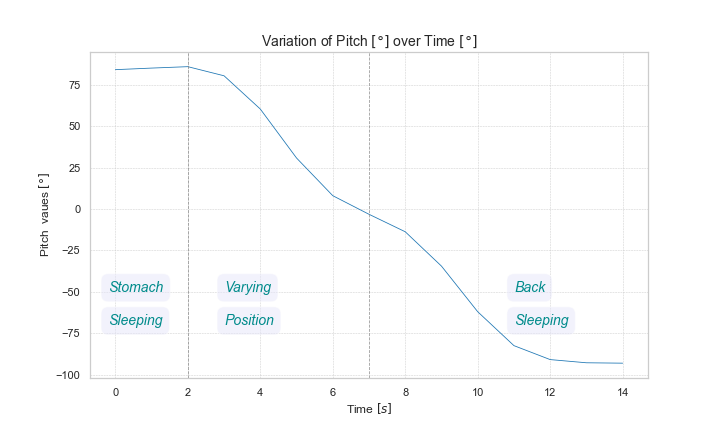 Variation of Pitch [°] over Time [°]
Pitch vaues [°]
75
50
25
0
−25
−50
−75
−100
Stomach
Sleeping
Varying
Position
Back
Sleeping
0 2 4 6 8 10 12 14
Time [s]